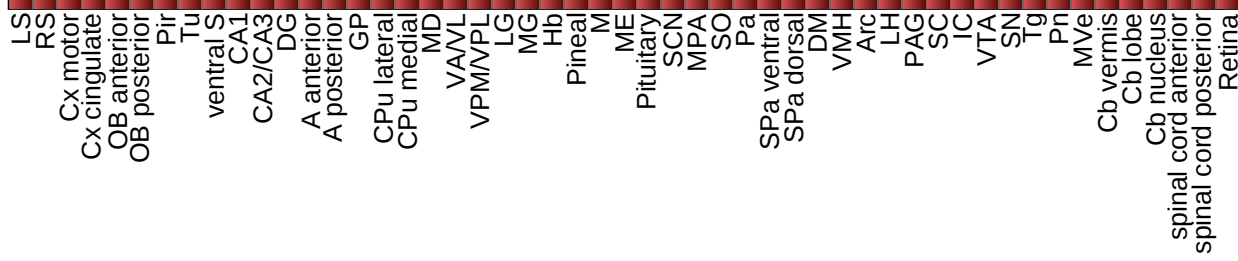 LS
RS
Cx motor
Cx cingulate
OB anterior
OB posterior
Pir
Tu
ventral S
CA1
CA2/CA3
DG
A anterior
A posterior
GP
CPu lateral
CPu medial
MD
VA/VL
VPM/VPL
LG
MG
Hb
Pineal
M
ME
Pituitary
SCN
MPA
SO
Pa
SPa ventral
SPa dorsal
DM
VMH
Arc
LH
PAG
SC
IC
VTA
SN
Tg
Pn
MVe
Cb vermis
Cb lobe
Cb nucleus
spinal cord anterior
spinal cord posterior
Retina